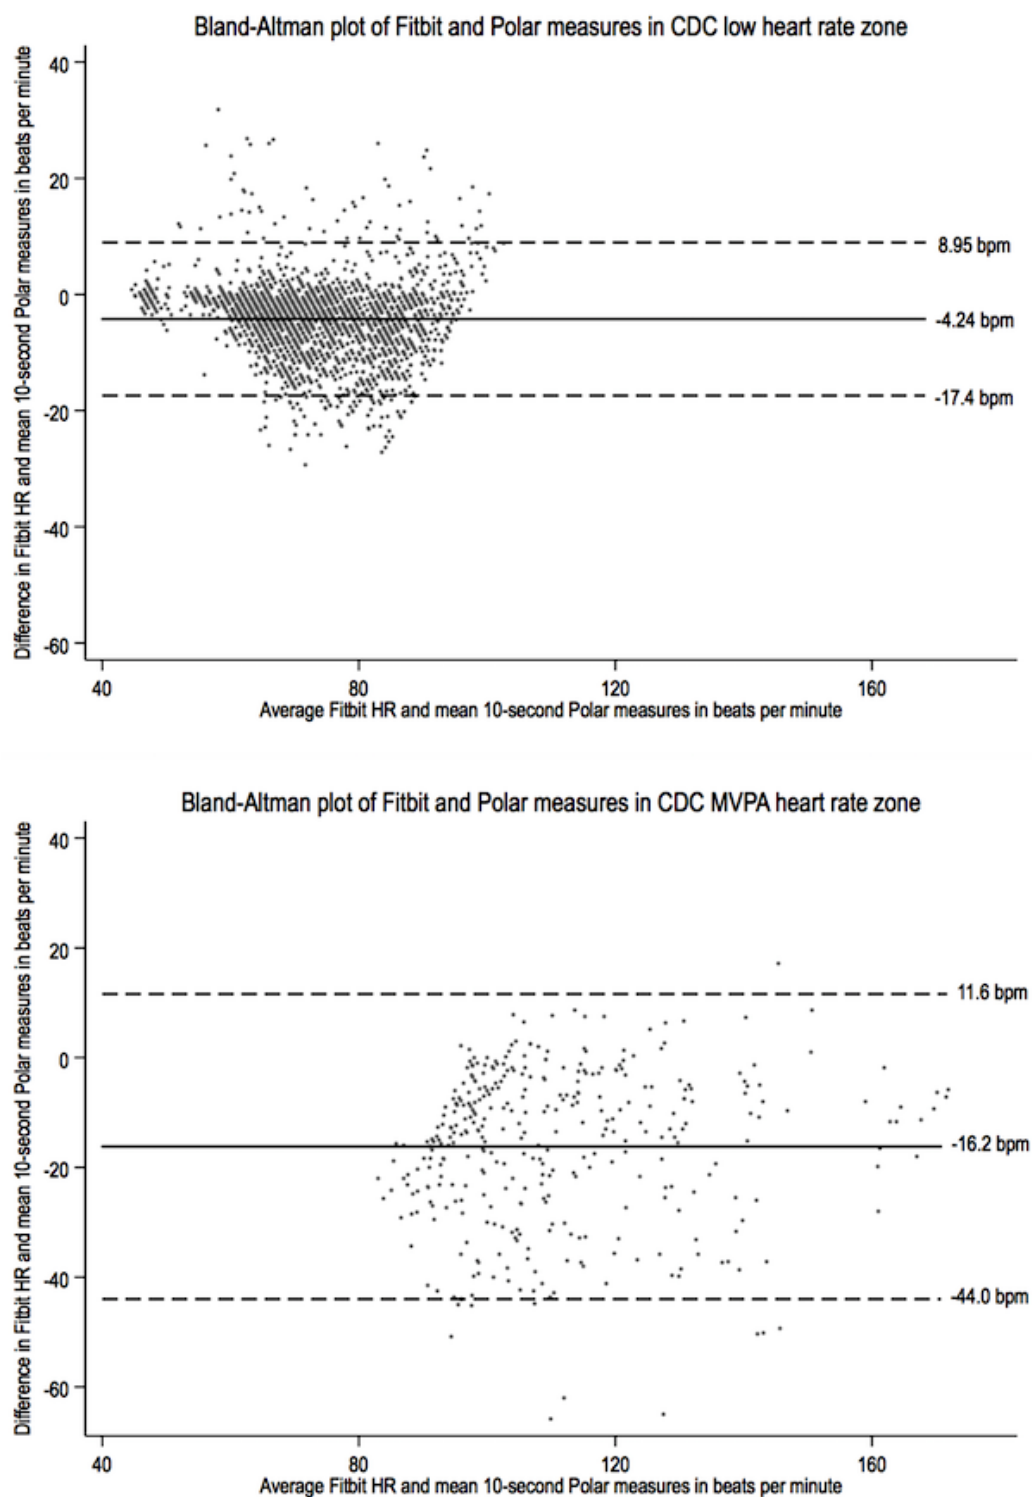 Bland-Altman plot of Fitbit and Polar measures in CDC low heart rate zone
Difference in Fitbit HR and mean 10-second Polar measures in beats per minute
40
20
0
-20
-40
-60
8.95 bpm
-4.24 bpm
-17.4 bpm
40 80 120 160
Average Fitbit HR and mean 10-second Polar measures in beats per minute
Bland-Altman plot of Fitbit and Polar measures in CDC MVPA heart rate zone
Difference in Fitbit HR and mean 10-second Polar measures in beats per minute
40
20
0
-20
-40
-60
11.6 bpm
-16.2 bpm
-44.0 bpm
40 80 120 160
Average Fitbit HR and mean 10-second Polar measures in beats per minute